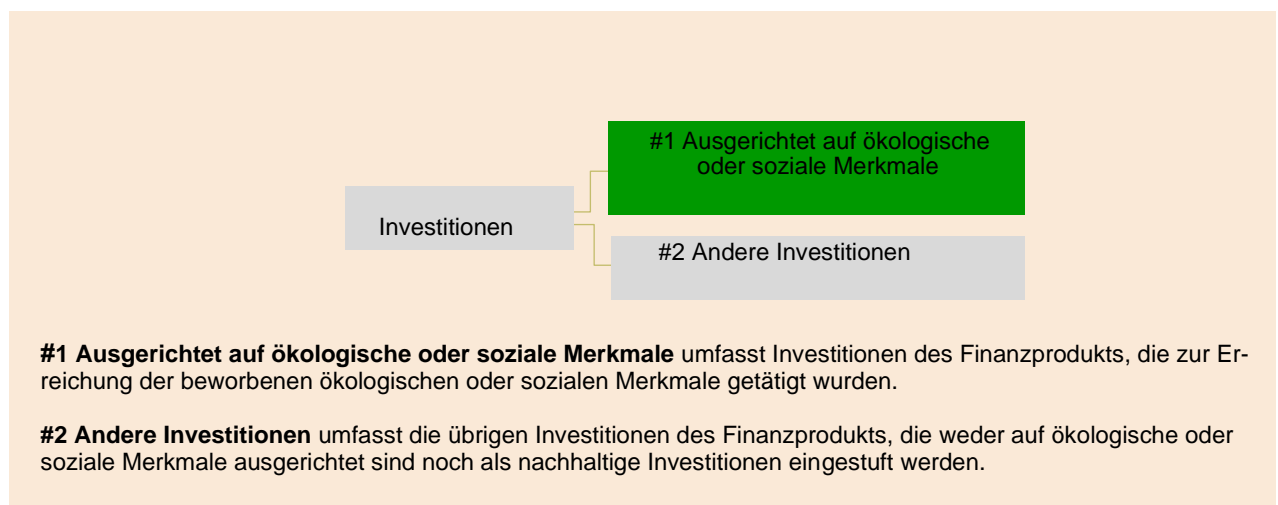 #1 Ausgerichtet auf ökologische
oder soziale Merkmale
Investitionen
#2 Andere Investitionen
#1 Ausgerichtet auf ökologische oder soziale Merkmale umfasst Investitionen des Finanzprodukts, die zur Er-
reichung der beworbenen ökologischen oder sozialen Merkmale getätigt wurden.
#2 Andere Investitionen umfasst die übrigen Investitionen des Finanzprodukts, die weder auf ökologische oder
soziale Merkmale ausgerichtet sind noch als nachhaltige Investitionen eingestuft werden.